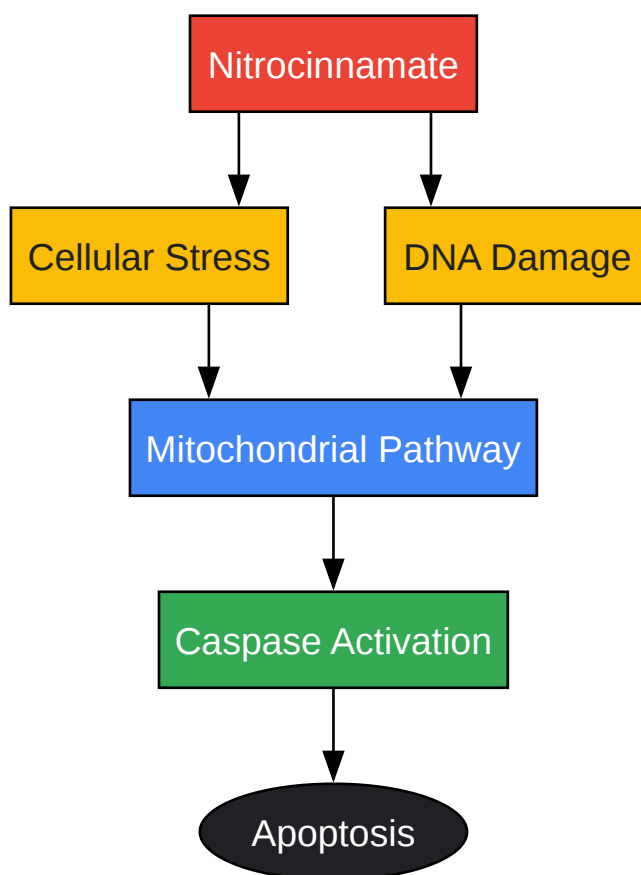 Nitrocinnamate
Cellular Stress
DNA Damage
Mitochondrial Pathway
Caspase Activation
Apoptosis